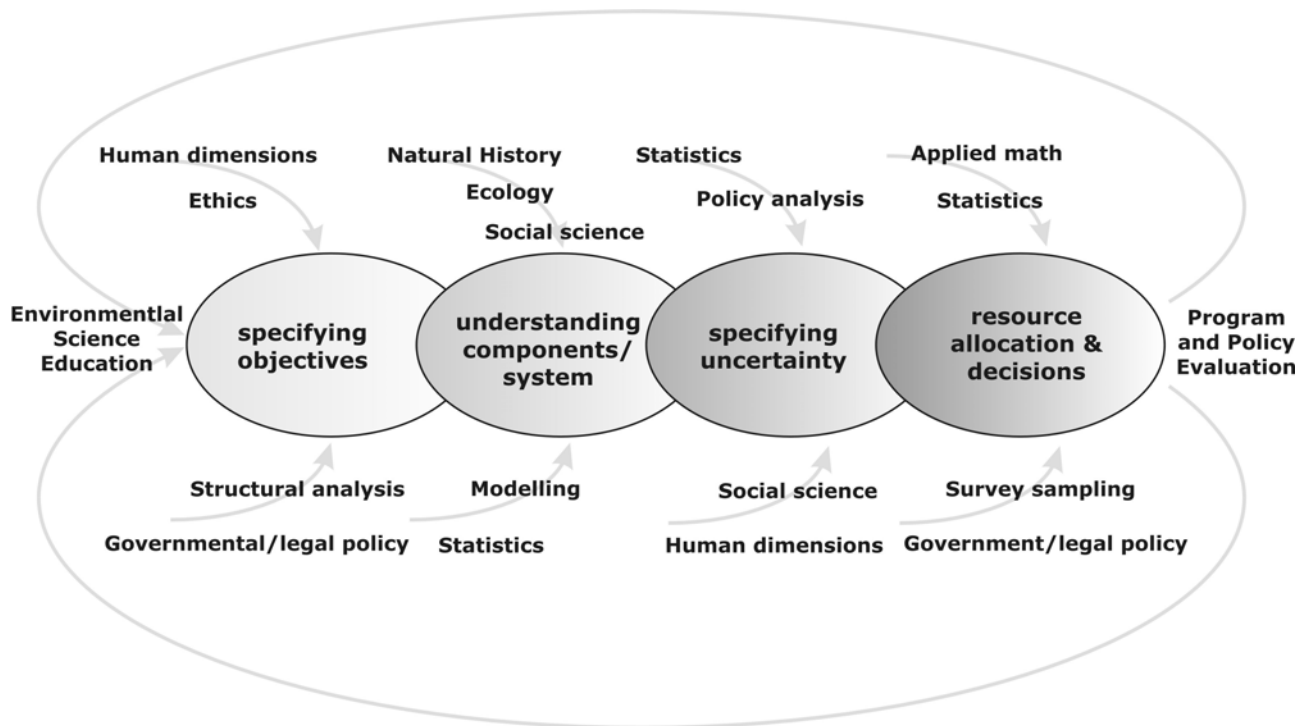 Human dimensions
Ethics
Natural History
Ecology
Social science
Statistics
Policy analysis
Applied math
Statistics
Environmentlal
Science
Education
specifying
objectives
understanding
components/
system
specifying
uncertainty
resource
allocation &
decisions
Program
and Policy
Evaluation
Structural analysis
Governmental/legal policy
Modelling
Statistics
Social science
Human dimensions
Survey sampling
Government/legal policy